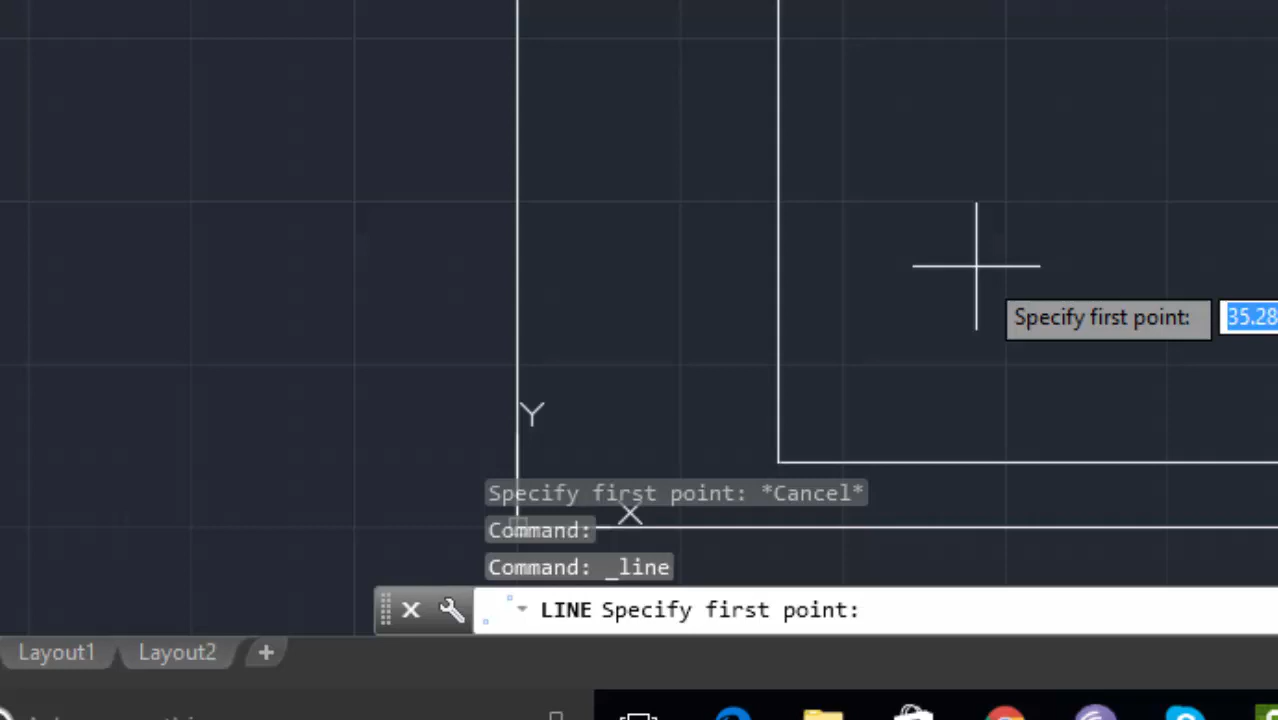 Specify first point: 35.28
Y
Specify first point: *Cancel*
X
Command:
Command: _line
LINE Specify first point:
Layout1 Layout2 +